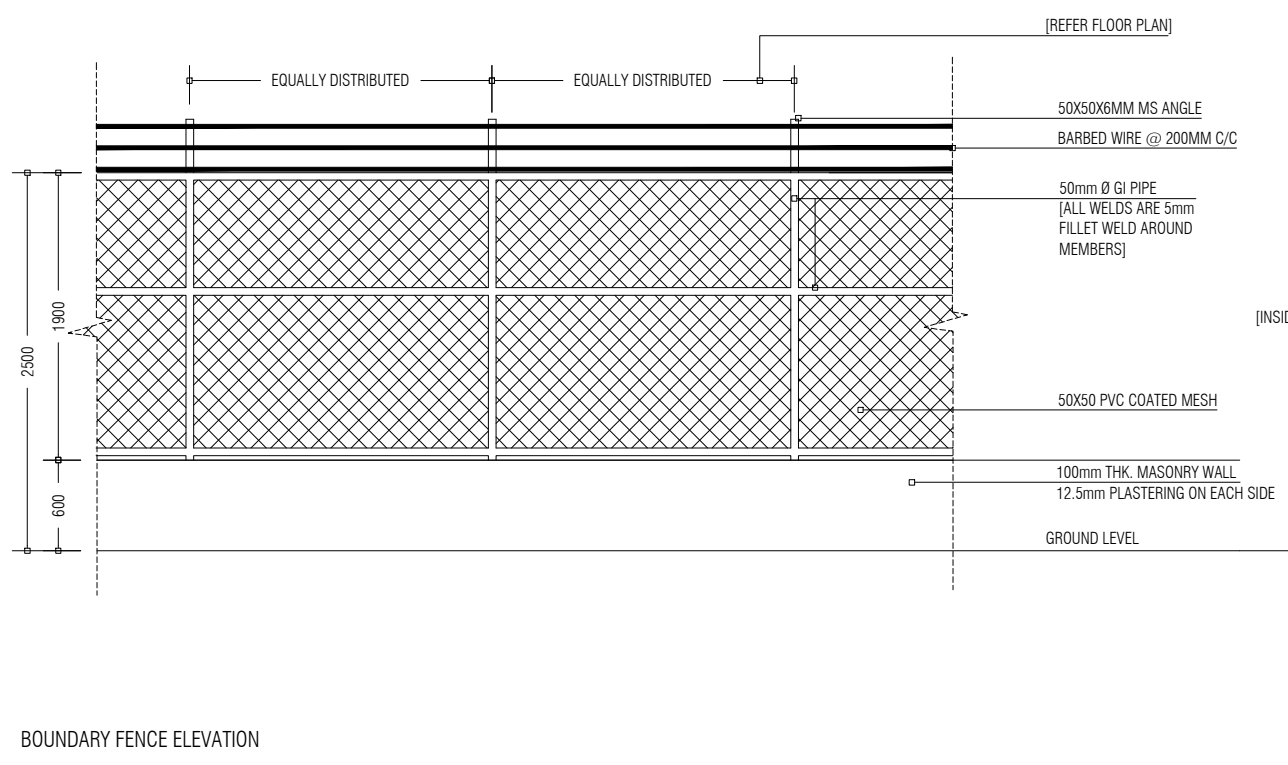 [REFER FLOOR PLAN]
EQUALLY DISTRIBUTED
EQUALLY DISTRIBUTED
50X50X6MM MS ANGLE
BARBED WIRE @ 200MM C/C
50mm Ø GI PIPE
[ALL WELDS ARE 5mm
FILLET WELD AROUND
MEMBERS]
1900
2500
[INSID
50X50 PVC COATED MESH
100mm THK. MASONRY WALL
12.5mm PLASTERING ON EACH SIDE
600
GROUND LEVEL
BOUNDARY FENCE ELEVATION